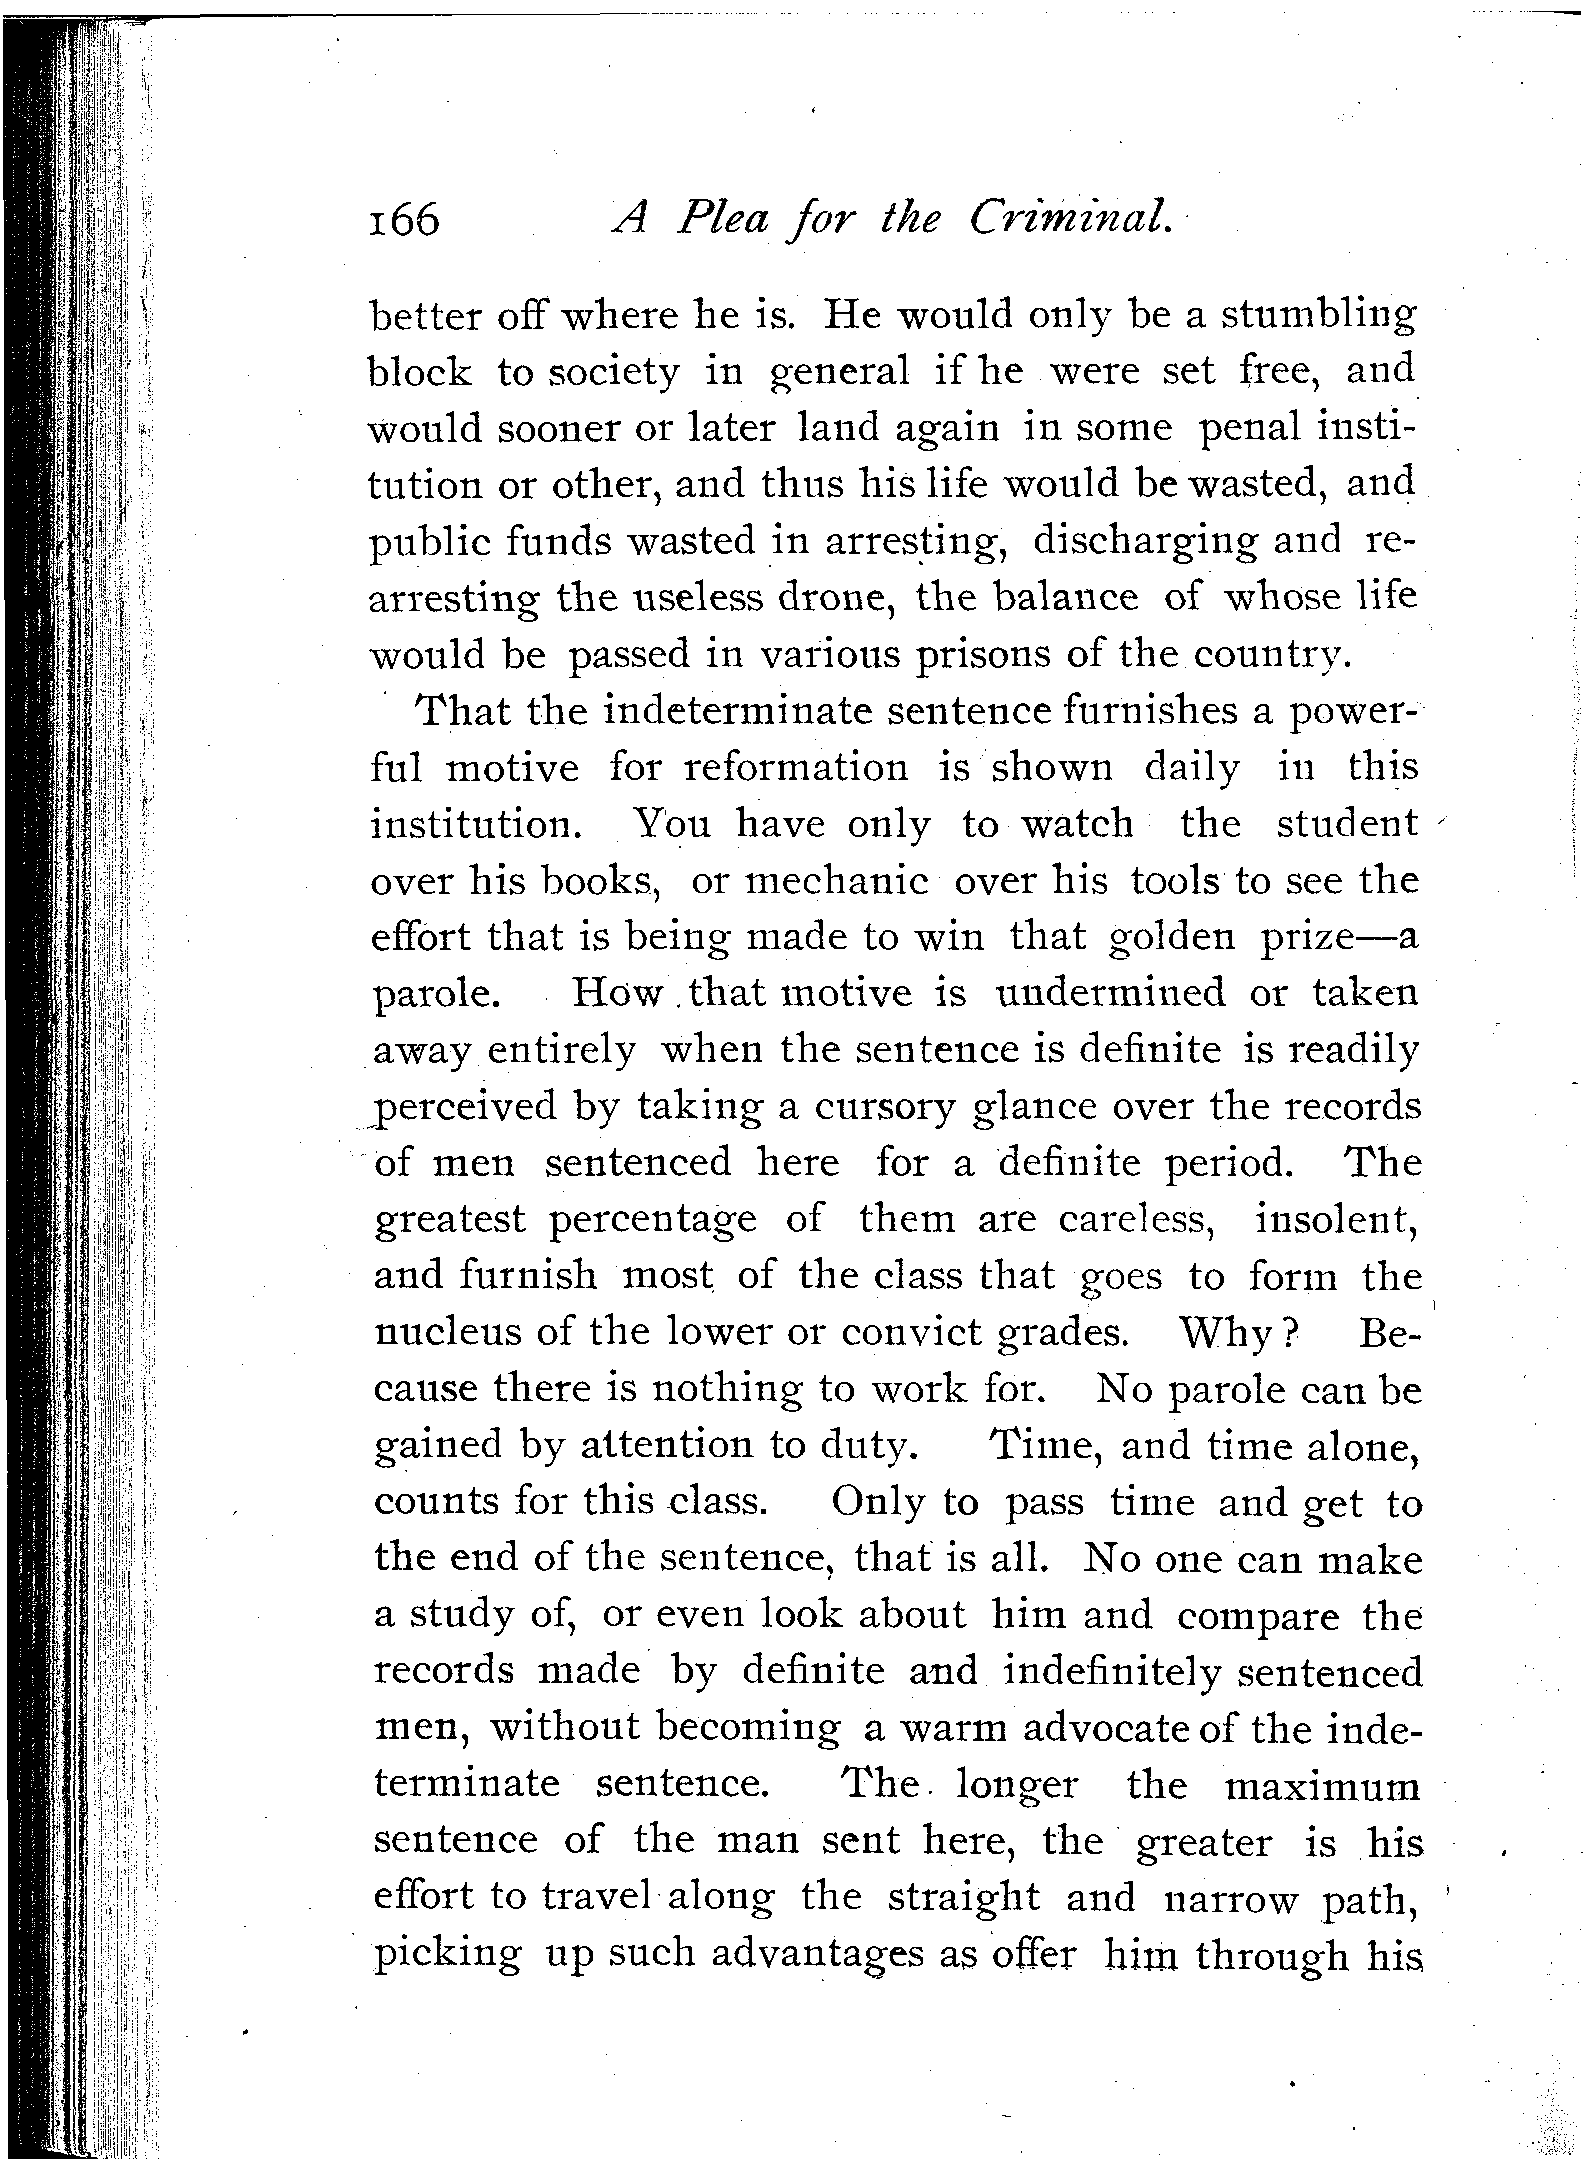 166 A Plea for the Criminal.
better off where he is. He would only be a stumbling
block to society in general if he were set free, and
would sooner or later land again in some penal insti-
tution or other, and thus his life would be wasted, and
public funds wasted in arresting, discharging and re-
arresting the useless drone, the balance of whose life
would be passed in various prisons of the country.
That the indeterminate sentence furnishes a power-
ful motive for reformation is shown daily in this
institution. You have only to watch the student
over his books, or mechanic over his tools to see the
effort that is being made to win that golden prize—a
parole. How that motive is undermined or taken
away entirely when the sentence is definite is readily
perceived by taking a cursory glance over the records
of men sentenced here for a definite period. The
greatest percentage of them are careless, insolent,
and furnish most of the class that goes to form the
nucleus of the lower or convict grades. Why? Be-
cause there is nothing to work for. No parole can be
gained by attention to duty. Time, and time alone,
counts for this class. Only to pass time and get to
the end of the sentence, that is all. No one can make
a study of, or even look about him and compare the
records made by definite and indefinitely sentenced
men, without becoming a warm advocate of the inde-
terminate sentence. The longer the maximum
sentence of the man sent here, the greater is his
effort to travel along the straight and narrow path,
picking up such advantages as offer him through his